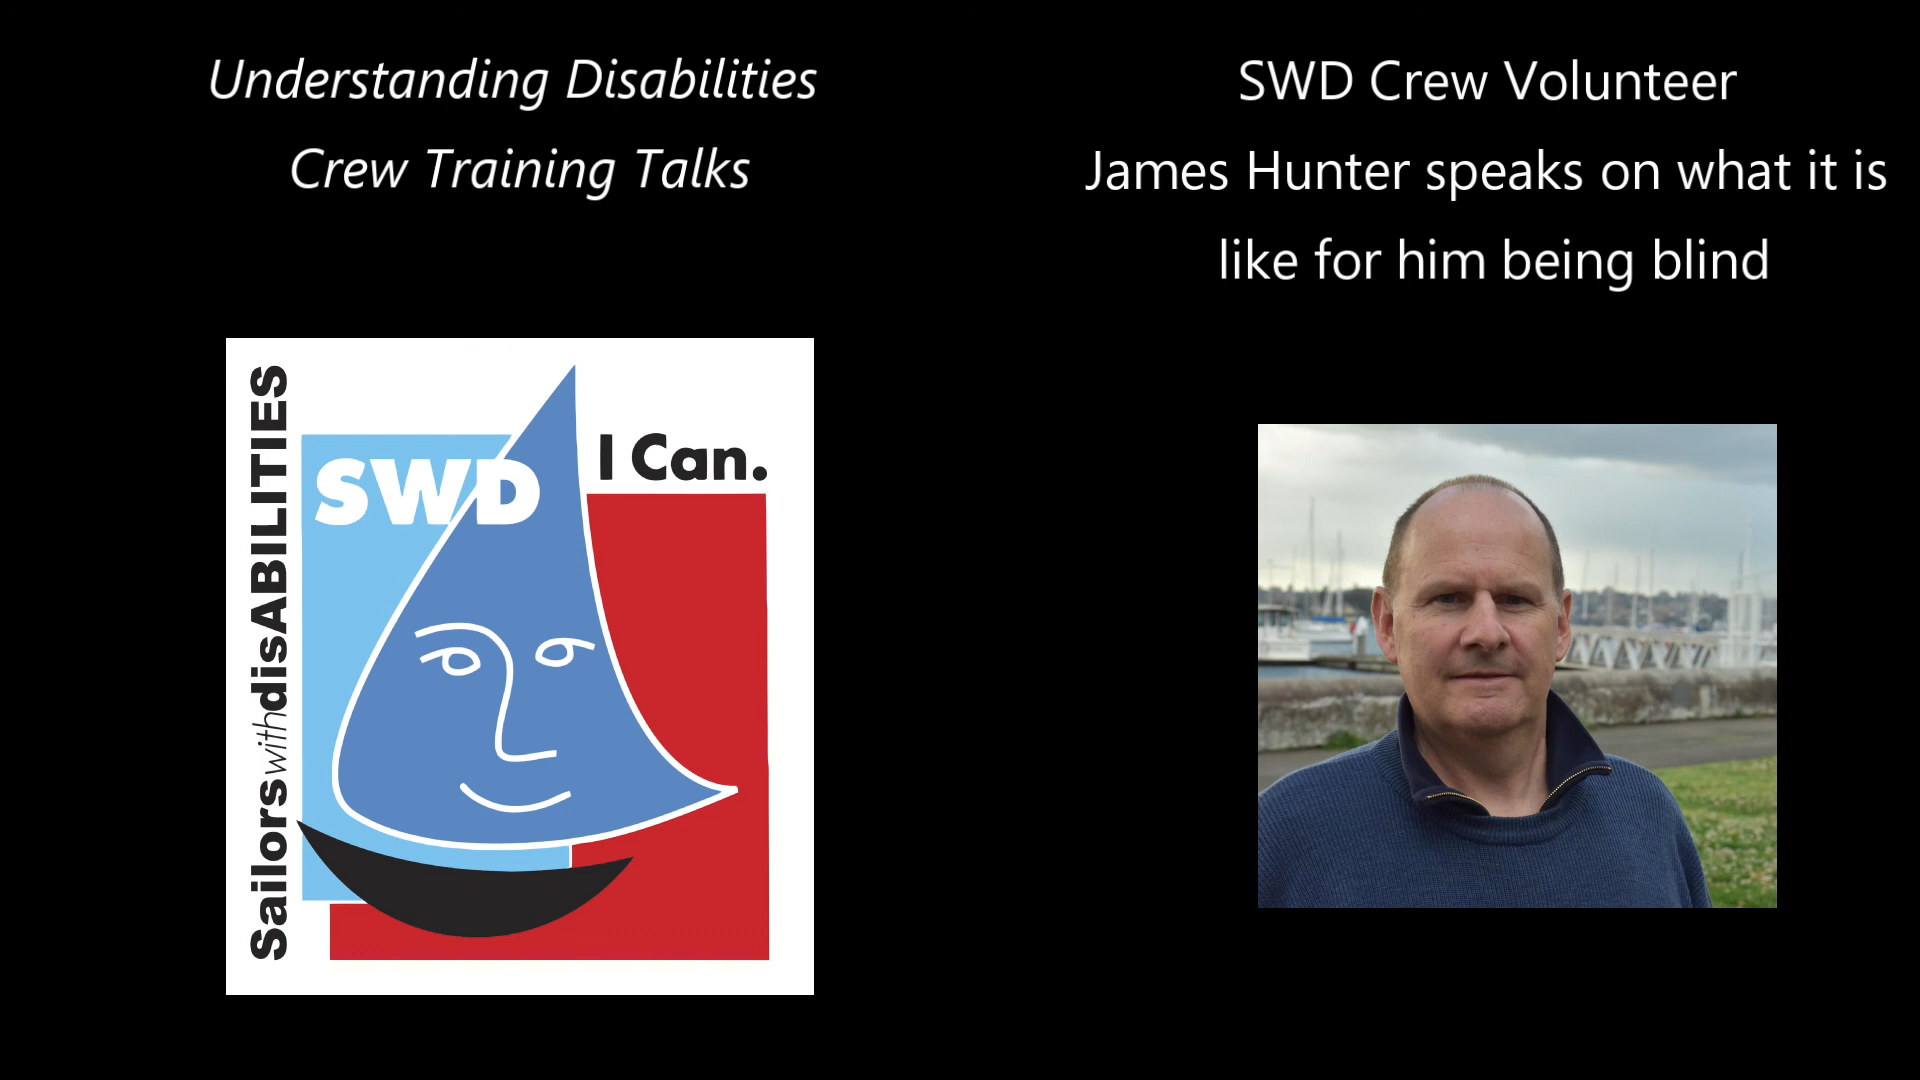 Understanding Disabilities
Crew Training Talks
SWD Crew Volunteer
James Hunter speaks on what it is
like for him being blind
SailorswithdisABILITIES
SWD
I Can.